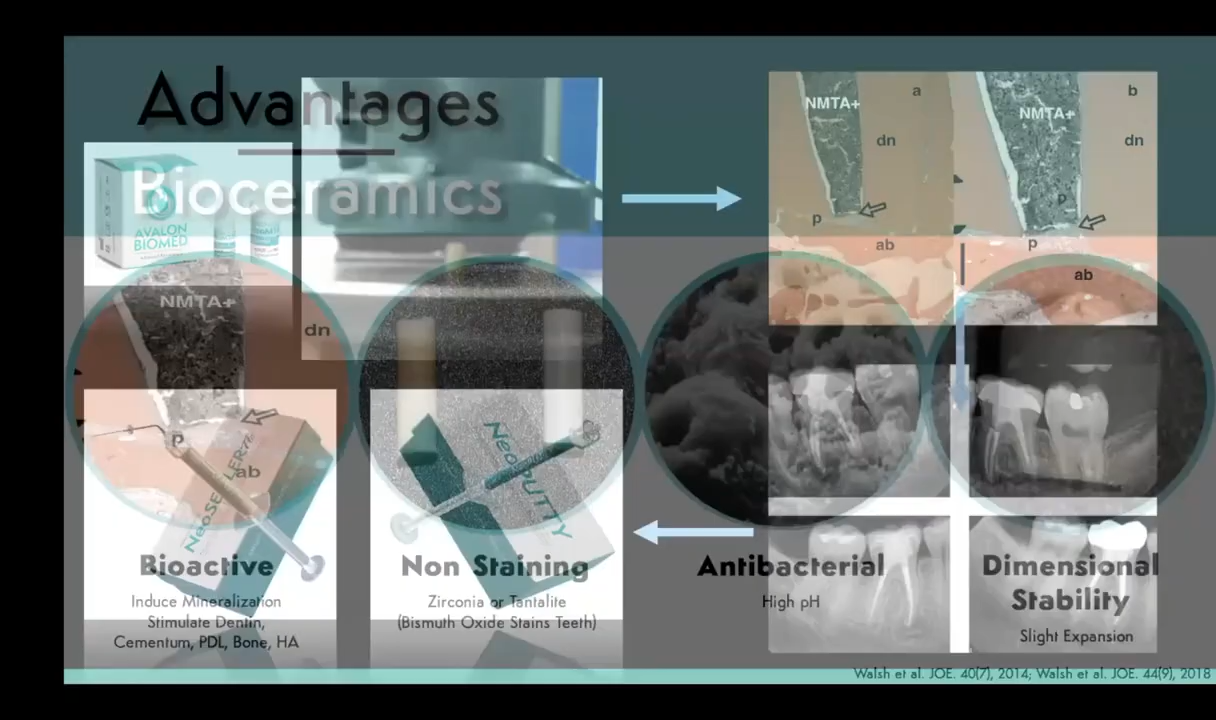 Advantages
Bioceramics
AVALON
BIOMED
NMTA+
a
dn
p
ab
NMTA+
b
dn
p
p
ab
NMTA+
dn
p
ab
NeoSEALER
NeoPUTTY
Bioactive
Induce Mineralization
Stimulate Dentin,
Cementum, PDL, Bone, HA
Non Staining
Zirconia or Tantalite
(Bismuth Oxide Stains Teeth)
Antibacterial
High pH
Dimensional
Stability
Slight Expansion
Walsh et al. JOE. 40(7), 2014; Walsh et al. JOE. 44(9), 2018